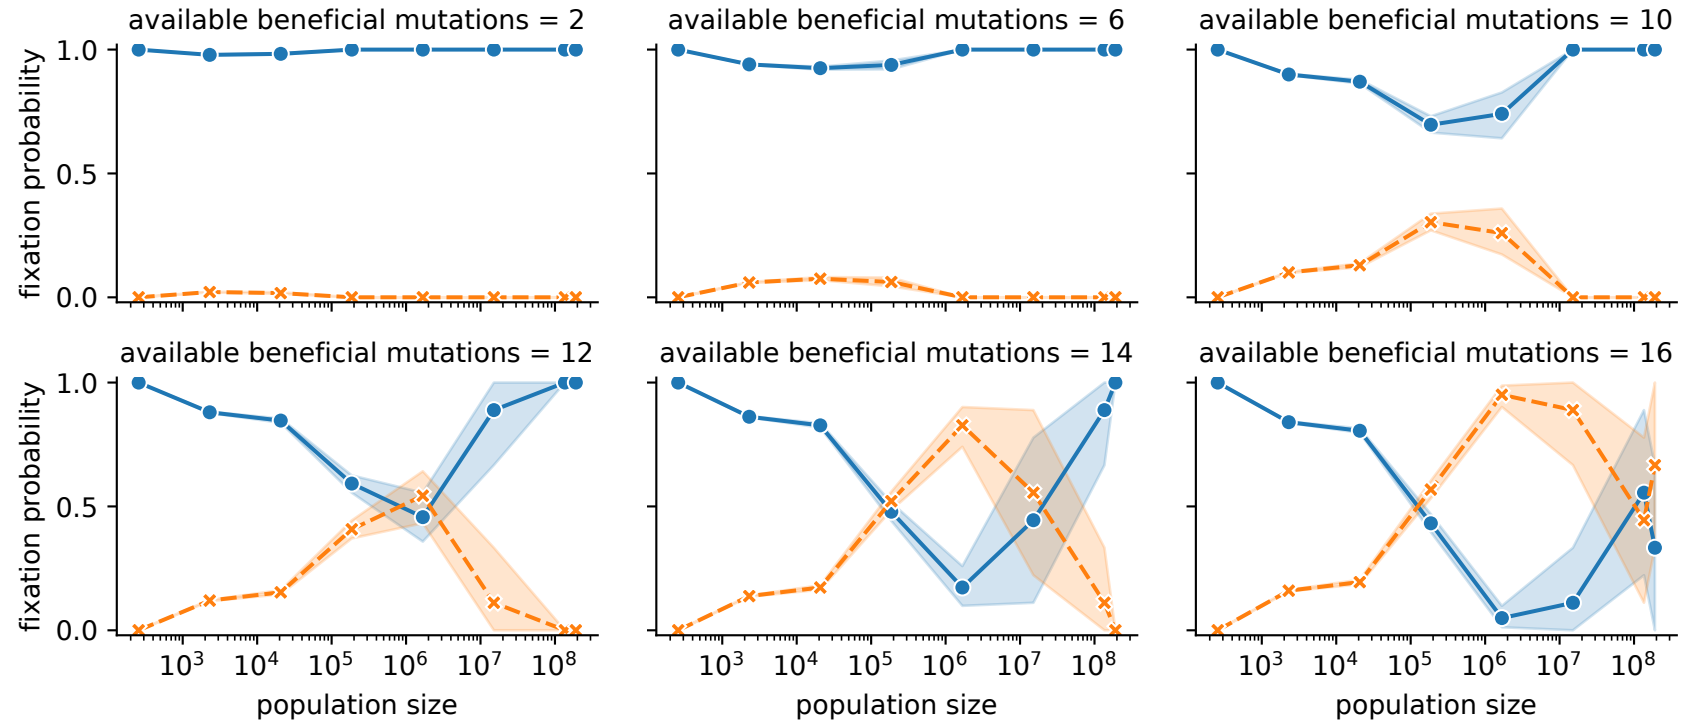 available beneficial mutations = 2
available beneficial mutations = 6
available beneficial mutations = 10
fixation probability
1.0
0.5
0.0
available beneficial mutations = 12
available beneficial mutations = 14
available beneficial mutations = 16
fixation probability
1.0
0.5
0.0
10³ 10⁴ 10⁵ 10⁶ 10⁷ 10⁸
10³ 10⁴ 10⁵ 10⁶ 10⁷ 10⁸
10³ 10⁴ 10⁵ 10⁶ 10⁷ 10⁸
population size
population size
population size